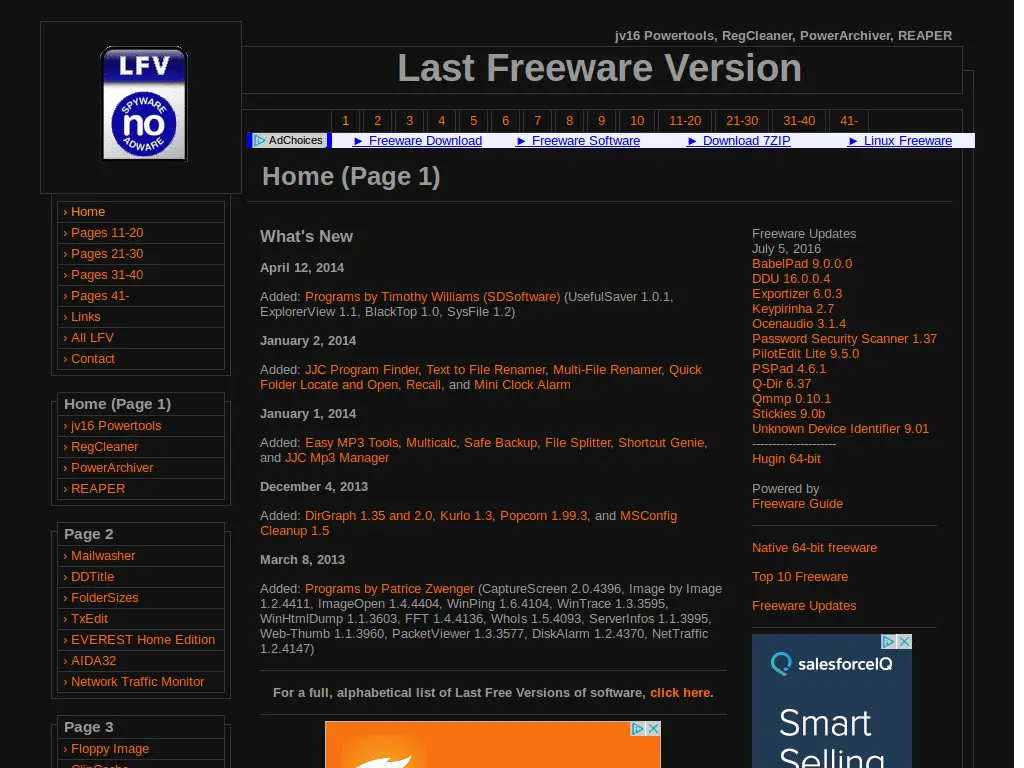 jv16 Powertools, RegCleaner, PowerArchiver, REAPER
LFV
SPYWARE
no
ADWARE
Last Freeware Version
1 2 3 4 5 6 7 8 9 10 11-20 21-30 31-40 41-
AdChoices ► Freeware Download ► Freeware Software ► Download 7ZIP ► Linux Freeware
Home (Page 1)
› Home
› Pages 11-20
› Pages 21-30
› Pages 31-40
› Pages 41-
› Links
› All LFV
› Contact
Home (Page 1)
› jv16 Powertools
› RegCleaner
› PowerArchiver
› REAPER
Page 2
› Mailwasher
› DDTitle
› FolderSizes
› TxEdit
› EVEREST Home Edition
› AIDA32
› Network Traffic Monitor
Page 3
› Floppy Image
› ClipCache
What's New
April 12, 2014
Added: Programs by Timothy Williams (SDSoftware) (UsefulSaver 1.0.1,
ExplorerView 1.1, BlackTop 1.0, SysFile 1.2)
January 2, 2014
Added: JJC Program Finder, Text to File Renamer, Multi-File Renamer, Quick
Folder Locate and Open, Recall, and Mini Clock Alarm
January 1, 2014
Added: Easy MP3 Tools, Multicalc, Safe Backup, File Splitter, Shortcut Genie,
and JJC Mp3 Manager
December 4, 2013
Added: DirGraph 1.35 and 2.0, Kurlo 1.3, Popcorn 1.99.3, and MSConfig
Cleanup 1.5
March 8, 2013
Added: Programs by Patrice Zwenger (CaptureScreen 2.0.4396, Image by Image
1.2.4411, ImageOpen 1.4.4404, WinPing 1.6.4104, WinTrace 1.3.3595,
WinHtmlDump 1.1.3603, FFT 1.4.4136, WhoIs 1.5.4093, ServerInfos 1.1.3995,
Web-Thumb 1.1.3960, PacketViewer 1.3.3577, DiskAlarm 1.2.4370, NetTraffic
1.2.4147)
For a full, alphabetical list of Last Free Versions of software, click here.
Freeware Updates
July 5, 2016
BabelPad 9.0.0.0
DDU 16.0.0.4
Exportizer 6.0.3
Keypirinha 2.7
Ocenaudio 3.1.4
Password Security Scanner 1.37
PilotEdit Lite 9.5.0
PSPad 4.6.1
Q-Dir 6.37
Qmmp 0.10.1
Stickies 9.0b
Unknown Device Identifier 9.01
---------------------
Hugin 64-bit
Powered by
Freeware Guide
Native 64-bit freeware
Top 10 Freeware
Freeware Updates
salesforceIQ
Smart
Selling